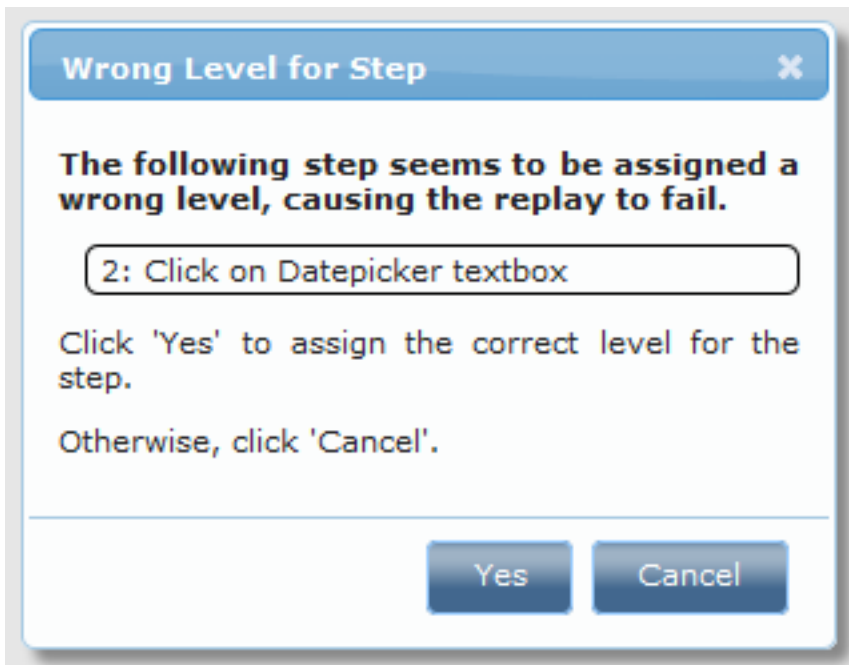 Wrong Level for Step
The following step seems to be assigned a
wrong level, causing the replay to fail.
2: Click on Datepicker textbox
Click 'Yes' to assign the correct level for the
step.
Otherwise, click 'Cancel'.
Yes
Cancel